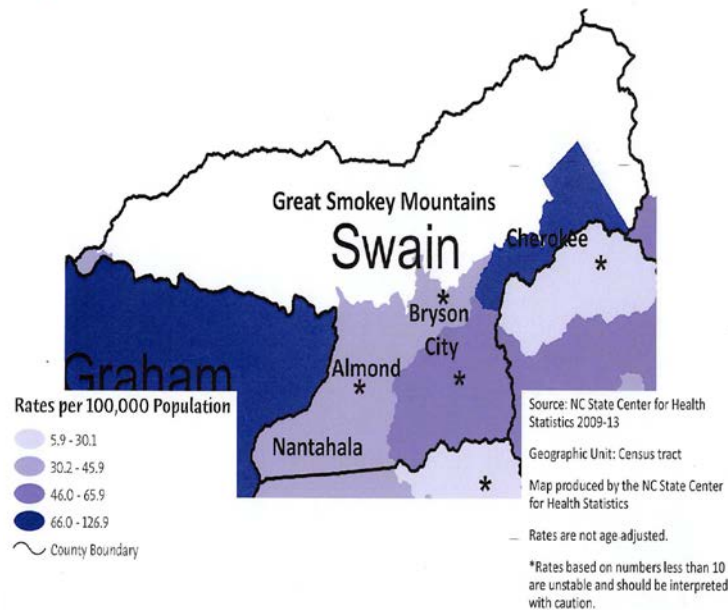 Great Smokey Mountains
Swain
Cherokee
*
*
Bryson
City
*
Almond
*
Graham
Nantahala
*
Rates per 100,000 Population
5.9 - 30.1
30.2 - 45.9
46.0 - 65.9
66.0 - 126.9
County Boundary
Source: NC State Center for Health
Statistics 2009-13
Geographic Unit: Census tract
Map produced by the NC State Center
for Health Statistics
Rates are not age adjusted.
*Rates based on numbers less than 10
are unstable and should be interpreted
with caution.